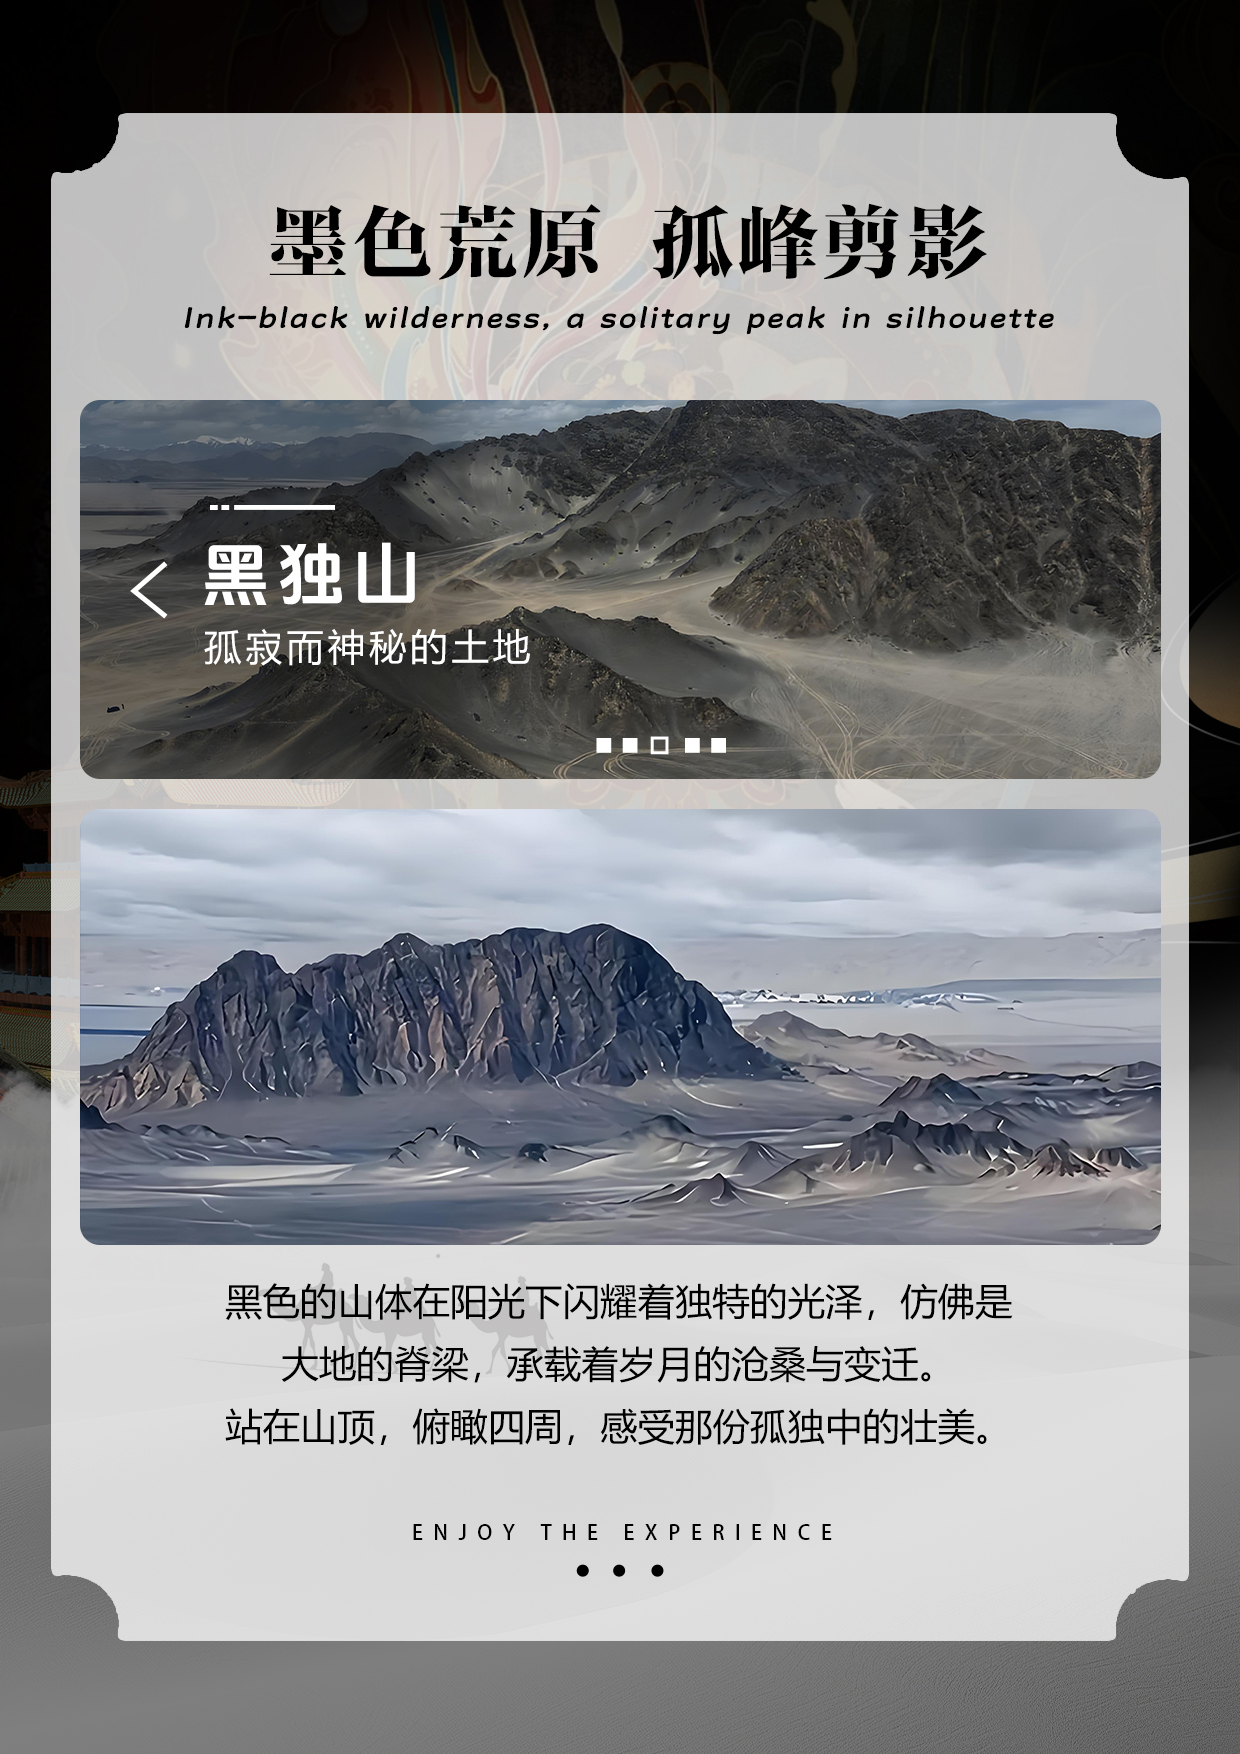 墨色荒原 孤峰剪影
Ink-black wilderness, a solitary peak in silhouette
黑独山
孤寂而神秘的土地
黑色的山体在阳光下闪耀着独特的光泽，仿佛是
大地的脊梁，承载着岁月的沧桑与变迁。
站在山顶，俯瞰四周，感受那份孤独中的壮美。
ENJOY THE EXPERIENCE